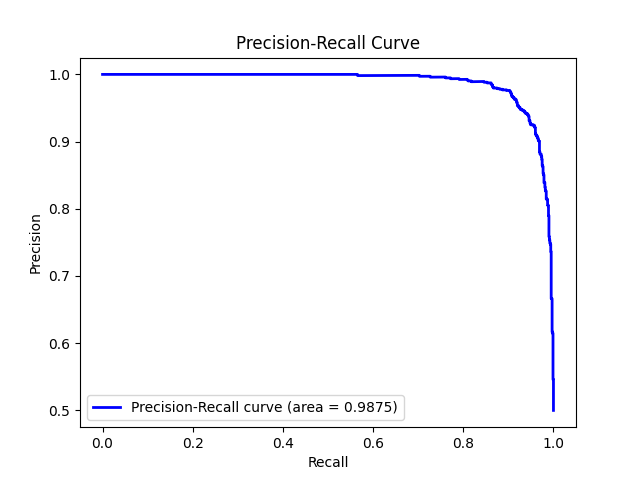 Precision-Recall Curve
1.0
0.9
0.8
0.7
0.6
0.5
Precision
Precision-Recall curve (area = 0.9875)
0.0 0.2 0.4 0.6 0.8 1.0
Recall